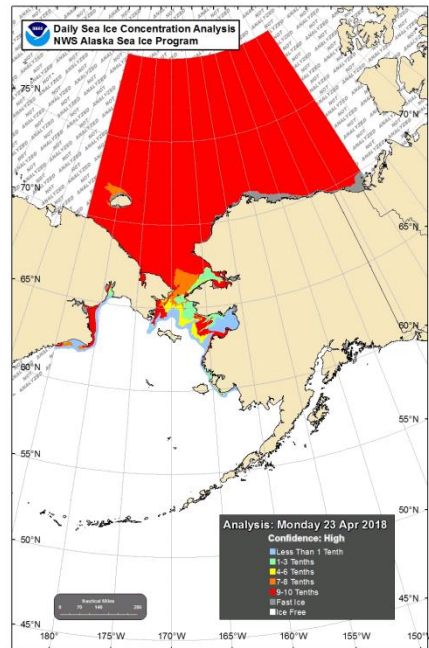 Daily Sea Ice Concentration Analysis
NWS Alaska Sea Ice Program
NOT ANALYZED
75°N
70°N
65°N
60°N
55°N
50°N
75°N
70°N
65°N
60°N
55°N
50°N
Analysis: Monday 23 Apr 2018
Confidence: High
Less Than 1 Tenth
1-3 Tenths
4-6 Tenths
7-8 Tenths
9-10 Tenths
Fast Ice
Ice Free
Nautical Miles
180°
175°W
170°W
165°W
160°W
155°W
150°W